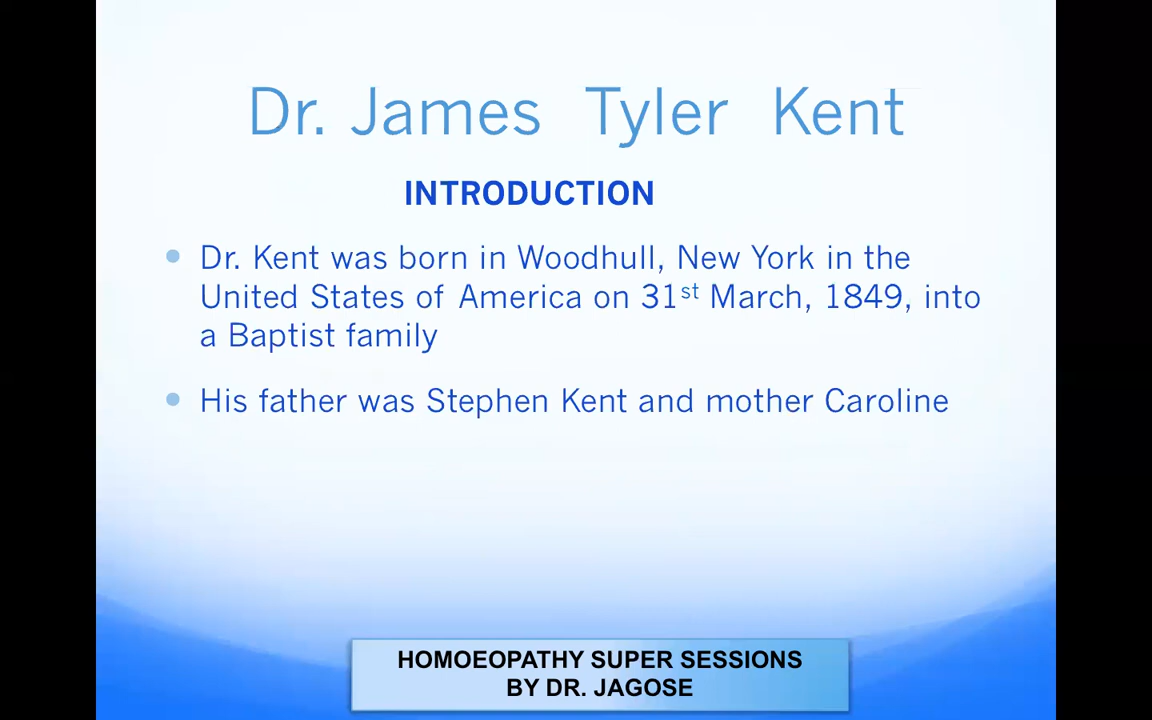 Dr. James Tyler Kent
INTRODUCTION
• Dr. Kent was born in Woodhull, New York in the
United States of America on 31st March, 1849, into
a Baptist family
• His father was Stephen Kent and mother Caroline
HOMOEOPATHY SUPER SESSIONS
BY DR. JAGOSE